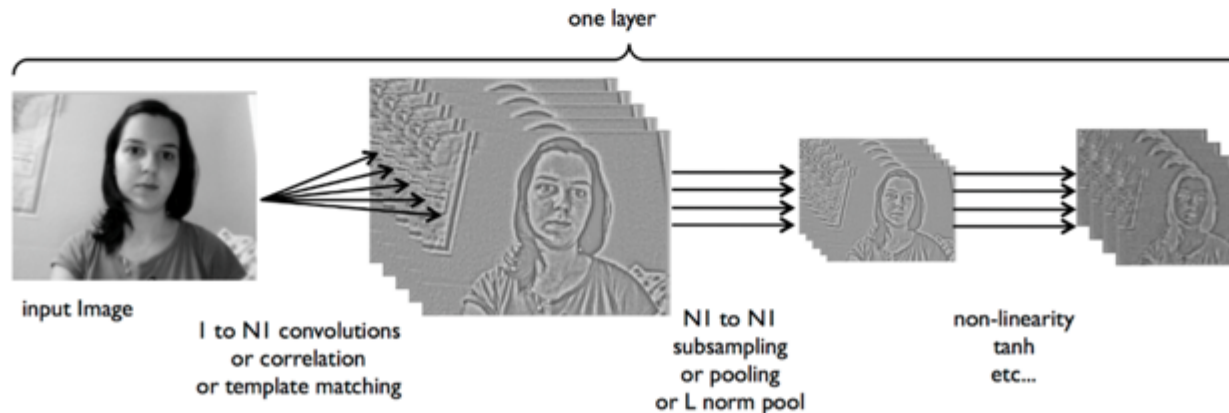 one layer
input Image
1 to N1 convolutions
or correlation
or template matching
N1 to N1
subsampling
or pooling
or L norm pool
non-linearity
tanh
etc...